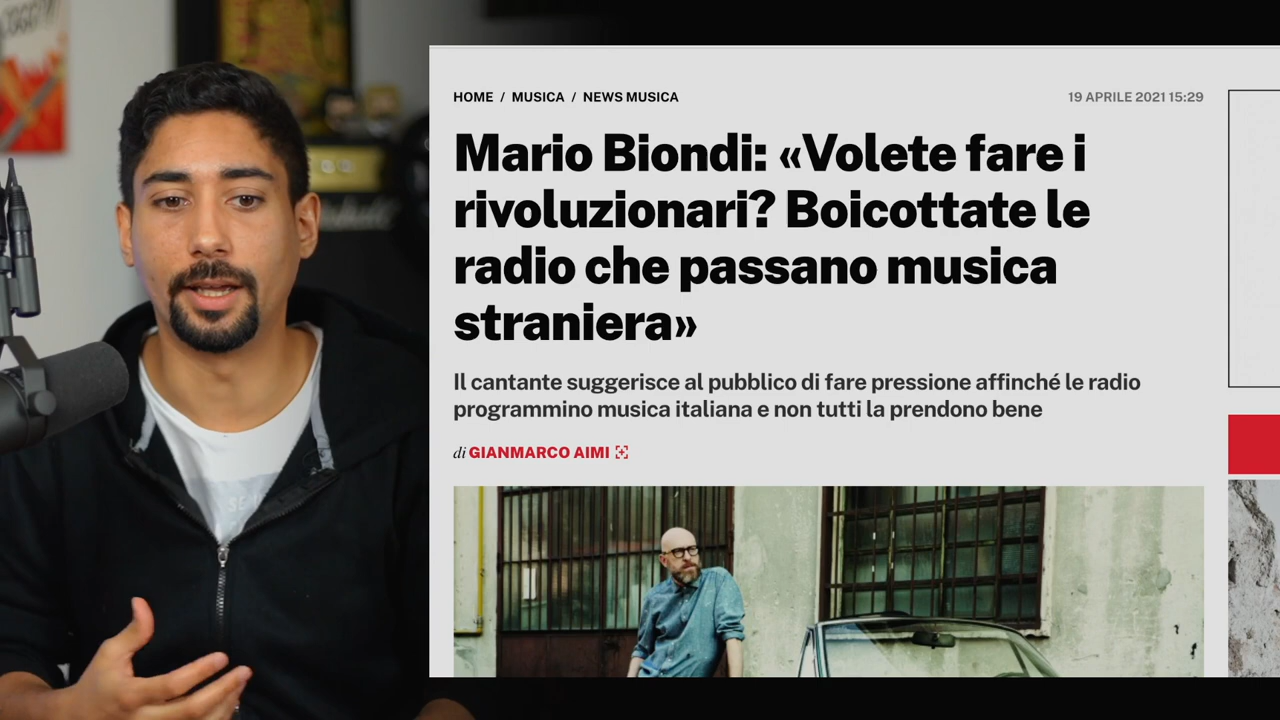 HOME / MUSICA / NEWS MUSICA
19 APRILE 2021 15:29
Mario Biondi: «Volete fare i
rivoluzionari? Boicottate le
radio che passano musica
straniera»
Il cantante suggerisce al pubblico di fare pressione affinché le radio
programmino musica italiana e non tutti la prendono bene
di GIANMARCO AIMI